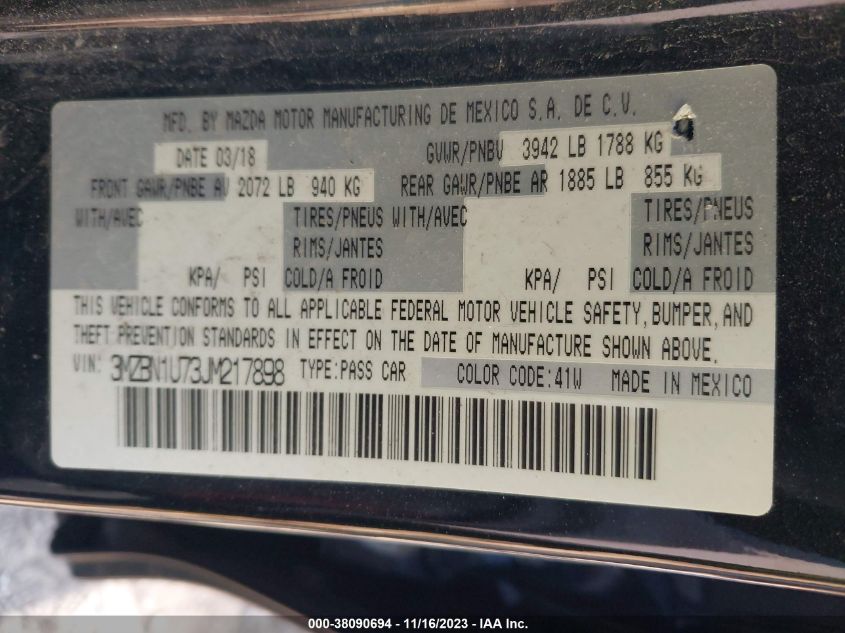 MFD. BY MAZDA MOTOR MANUFACTURING DE MEXICO S.A. DE C.V.
DATE 03/18 GVWR/PNBV 3942 LB 1788 KG
FRONT GAWR/PNBE AV 2072 LB 940 KG REAR GAWR/PNBE AR 1885 LB 855 KG
WITH/AVEC TIRES/PNEUS WITH/AVEC TIRES/PNEUS
RIMS/JANTES RIMS/JANTES
KPA/ PSI COLD/A FROID KPA/ PSI COLD/A FROID
THIS VEHICLE CONFORMS TO ALL APPLICABLE FEDERAL MOTOR VEHICLE SAFETY, BUMPER, AND
THEFT PREVENTION STANDARDS IN EFFECT ON THE DATE OF MANUFACTURE SHOWN ABOVE.
VIN: 3MZBN1U73JM217898 TYPE:PASS CAR COLOR CODE:41W MADE IN MEXICO
000-38090694 - 11/16/2023 - IAA Inc.